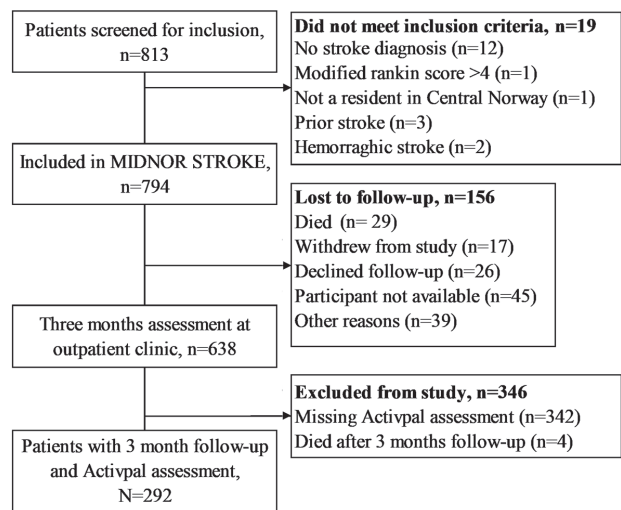 Patients screened for inclusion,
n=813
Did not meet inclusion criteria, n=19
No stroke diagnosis (n=12)
Modified rankin score >4 (n=1)
Not a resident in Central Norway (n=1)
Prior stroke (n=3)
Hemorraghic stroke (n=2)
Included in MIDNOR STROKE,
n=794
Lost to follow-up, n=156
Died (n= 29)
Withdrew from study (n=17)
Declined follow-up (n=26)
Participant not available (n=45)
Other reasons (n=39)
Three months assessment at
outpatient clinic, n=638
Excluded from study, n=346
Missing Activpal assessment (n=342)
Died after 3 months follow-up (n=4)
Patients with 3 month follow-up
and Activpal assessment,
N=292